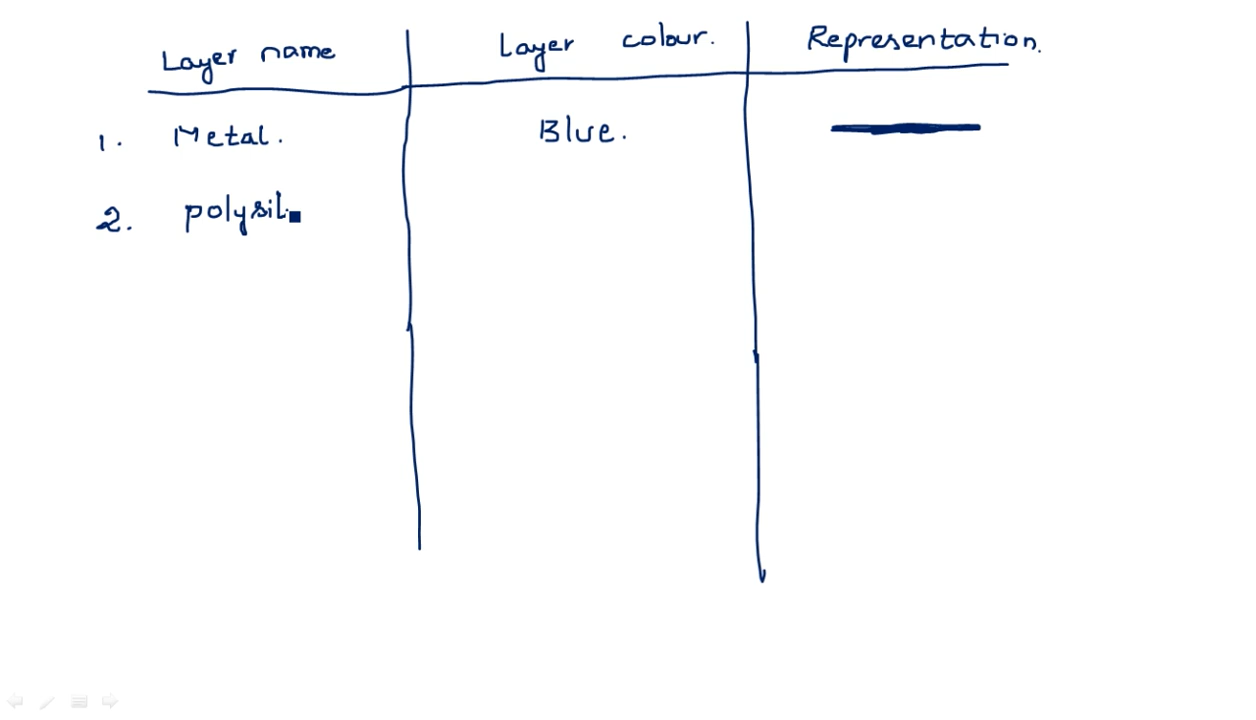 Layer name Layer colour. Representation.
1. Metal. Blue.
2. polysil